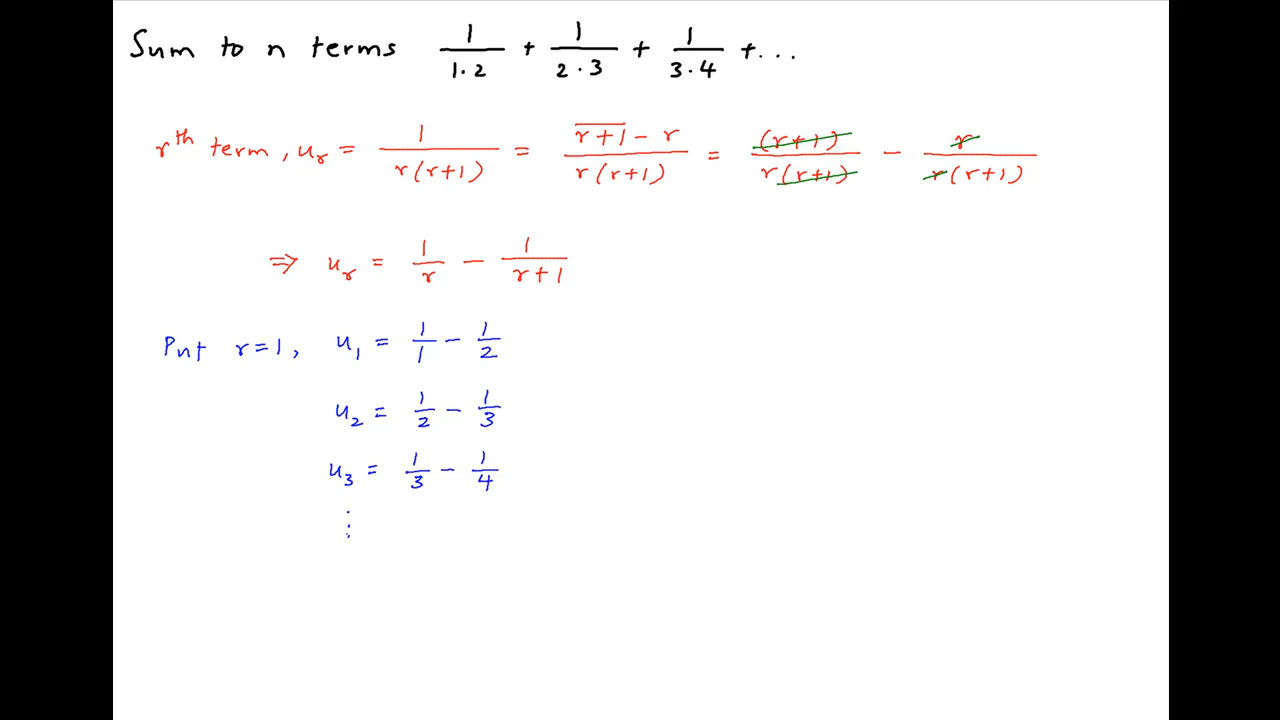 Sum to n terms 1/(1·2) + 1/(2·3) + 1/(3·4) + ...
rth term, u_r = 1/(r(r+1)) = (r+1 - r)/(r(r+1)) = (r+1)/(r(r+1)) - r/(r(r+1))
⇒ u_r = 1/r - 1/(r+1)
Put r=1, u_1 = 1/1 - 1/2
u_2 = 1/2 - 1/3
u_3 = 1/3 - 1/4
⋮